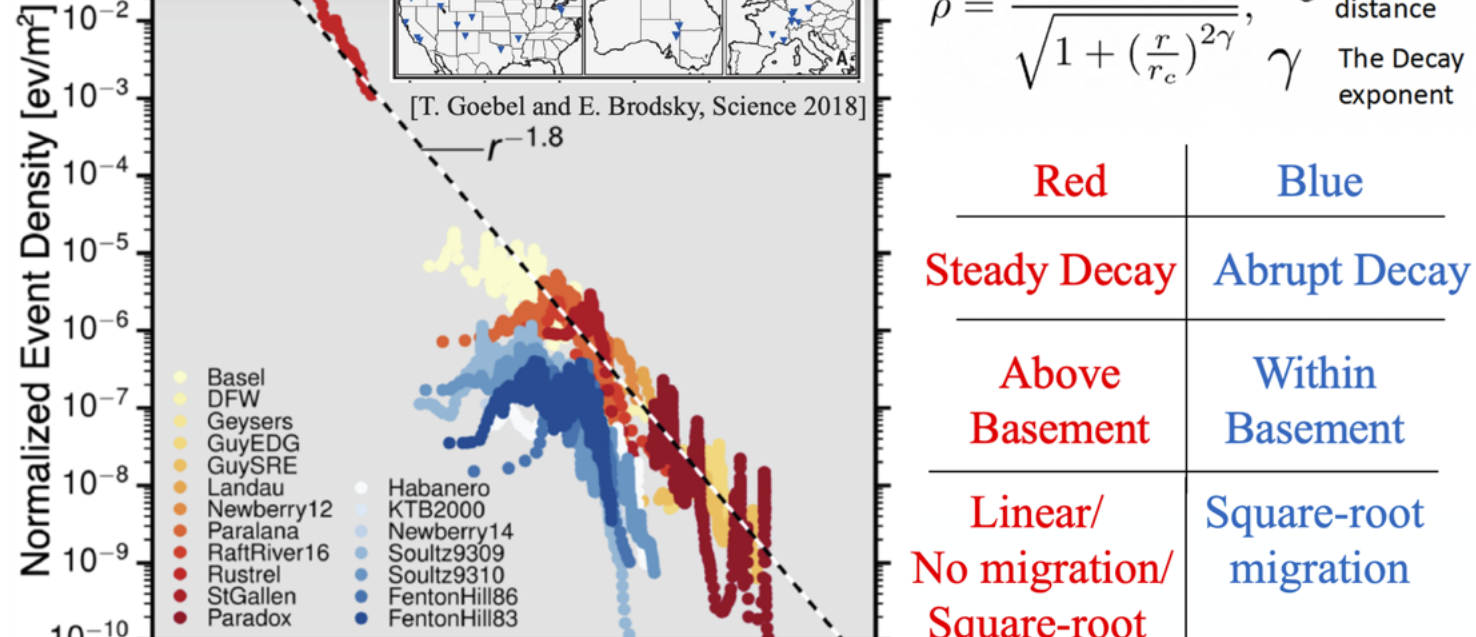 Normalized Event Density [ev/m²]
10⁻²
10⁻³
10⁻⁴
10⁻⁵
10⁻⁶
10⁻⁷
10⁻⁸
10⁻⁹
10⁻¹⁰
A
[T. Goebel and E. Brodsky, Science 2018]
r⁻¹·⁸
Basel
DFW
Geysers
GuyEDG
GuySRE
Landau
Newberry12
Paralana
RaftRiver16
Rustrel
StGallen
Paradox
Habanero
KTB2000
Newberry14
Soultz9309
Soultz9310
FentonHill86
FentonHill83
ρ = √1 + (r/r_c)^2γ,
distance
γ The Decay
exponent
Red Blue
Steady Decay Abrupt Decay
Above Within
Basement Basement
Linear/ Square-root
No migration/ migration
Square-root